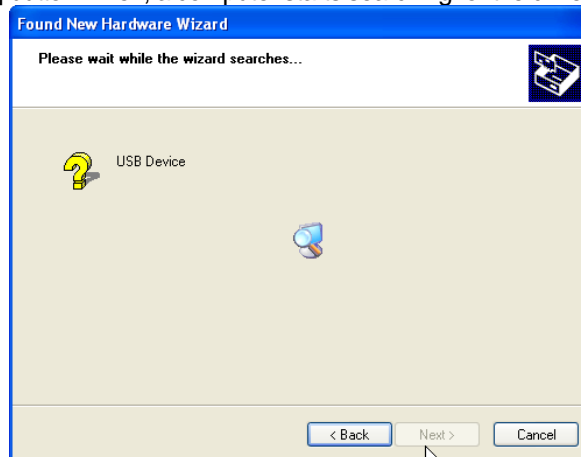 Found New Hardware Wizard
Please wait while the wizard searches...
USB Device
< Back Next > Cancel